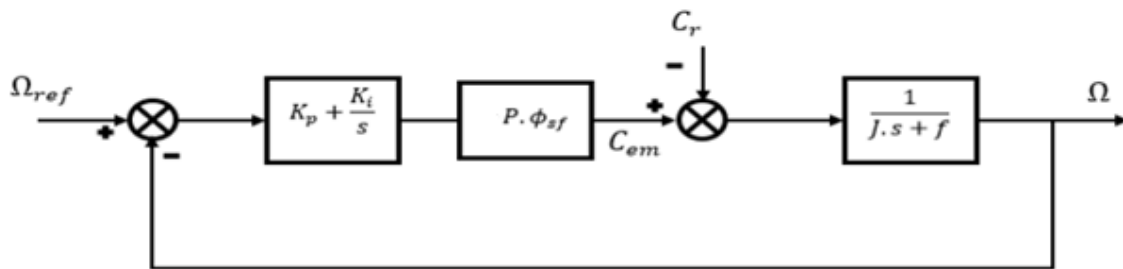 C_r
Ω_ref
+
-
K_p + K_i/s
P.ϕ_sf
+
C_em
-
1/(J.s + f)
Ω